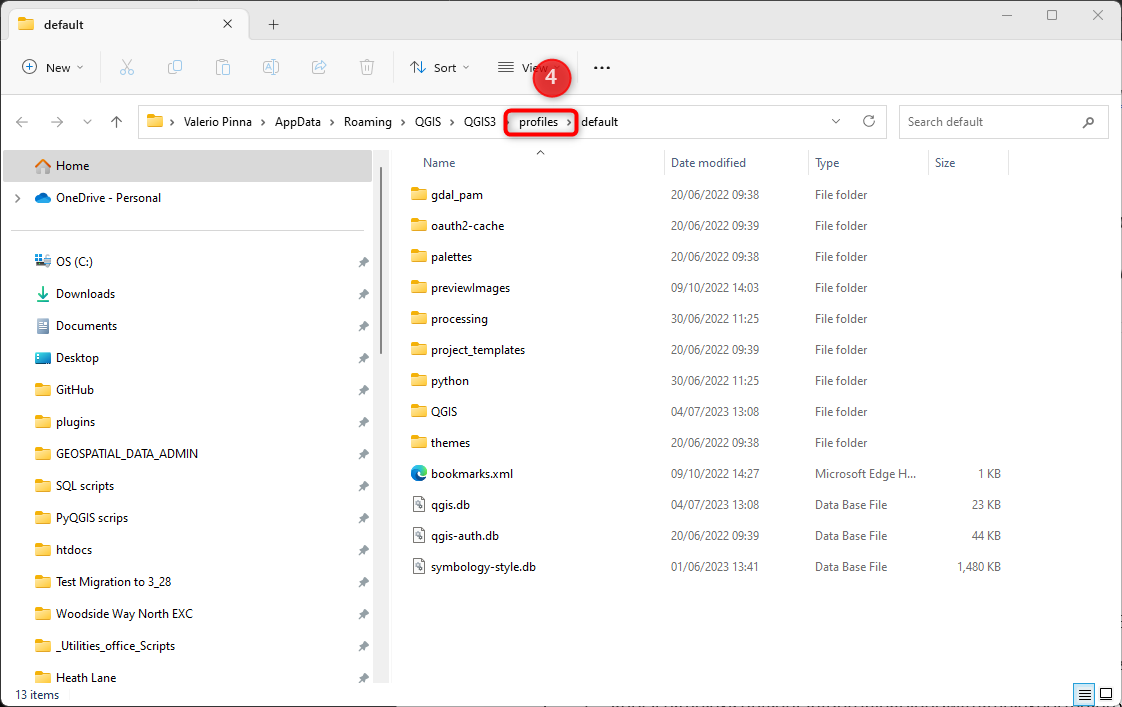 default
New
Sort
View
4
Valerio Pinna > AppData > Roaming > QGIS > QGIS3 > profiles > default
Search default
Home
OneDrive - Personal
OS (C:)
Downloads
Documents
Desktop
GitHub
plugins
GEOSPATIAL_DATA_ADMIN
SQL scripts
PyQGIS scrips
htdocs
Test Migration to 3_28
Woodside Way North EXC
_Utilities_office_Scripts
Heath Lane
Name Date modified Type Size
gdal_pam 20/06/2022 09:38 File folder
oauth2-cache 20/06/2022 09:39 File folder
palettes 20/06/2022 09:38 File folder
previewImages 09/10/2022 14:03 File folder
processing 30/06/2022 11:25 File folder
project_templates 20/06/2022 09:39 File folder
python 30/06/2022 11:25 File folder
QGIS 04/07/2023 13:08 File folder
themes 20/06/2022 09:38 File folder
bookmarks.xml 09/10/2022 14:27 Microsoft Edge H... 1 KB
qgis.db 04/07/2023 13:08 Data Base File 23 KB
qgis-auth.db 20/06/2022 09:39 Data Base File 44 KB
symbology-style.db 01/06/2023 13:41 Data Base File 1,480 KB
13 items